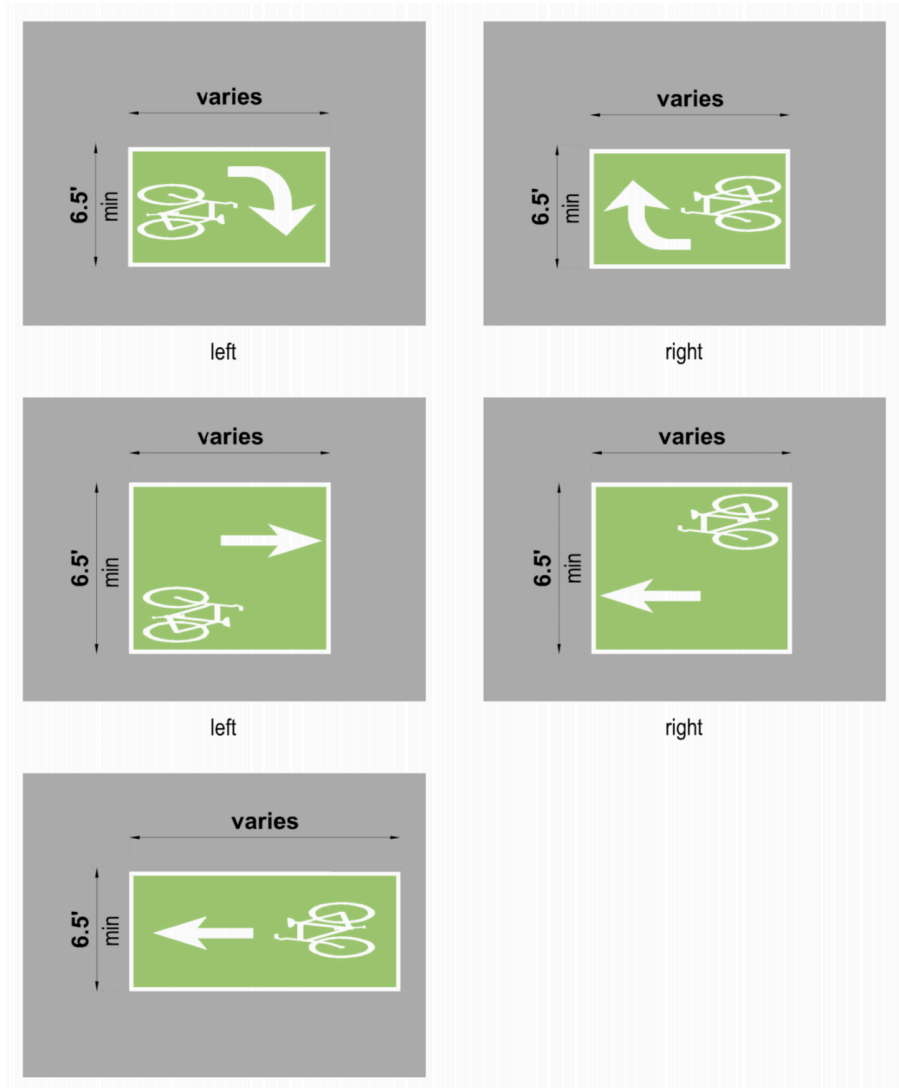 varies
6.5'
min
left
varies
6.5'
min
right
varies
6.5'
min
left
varies
6.5'
min
right
varies
6.5'
min